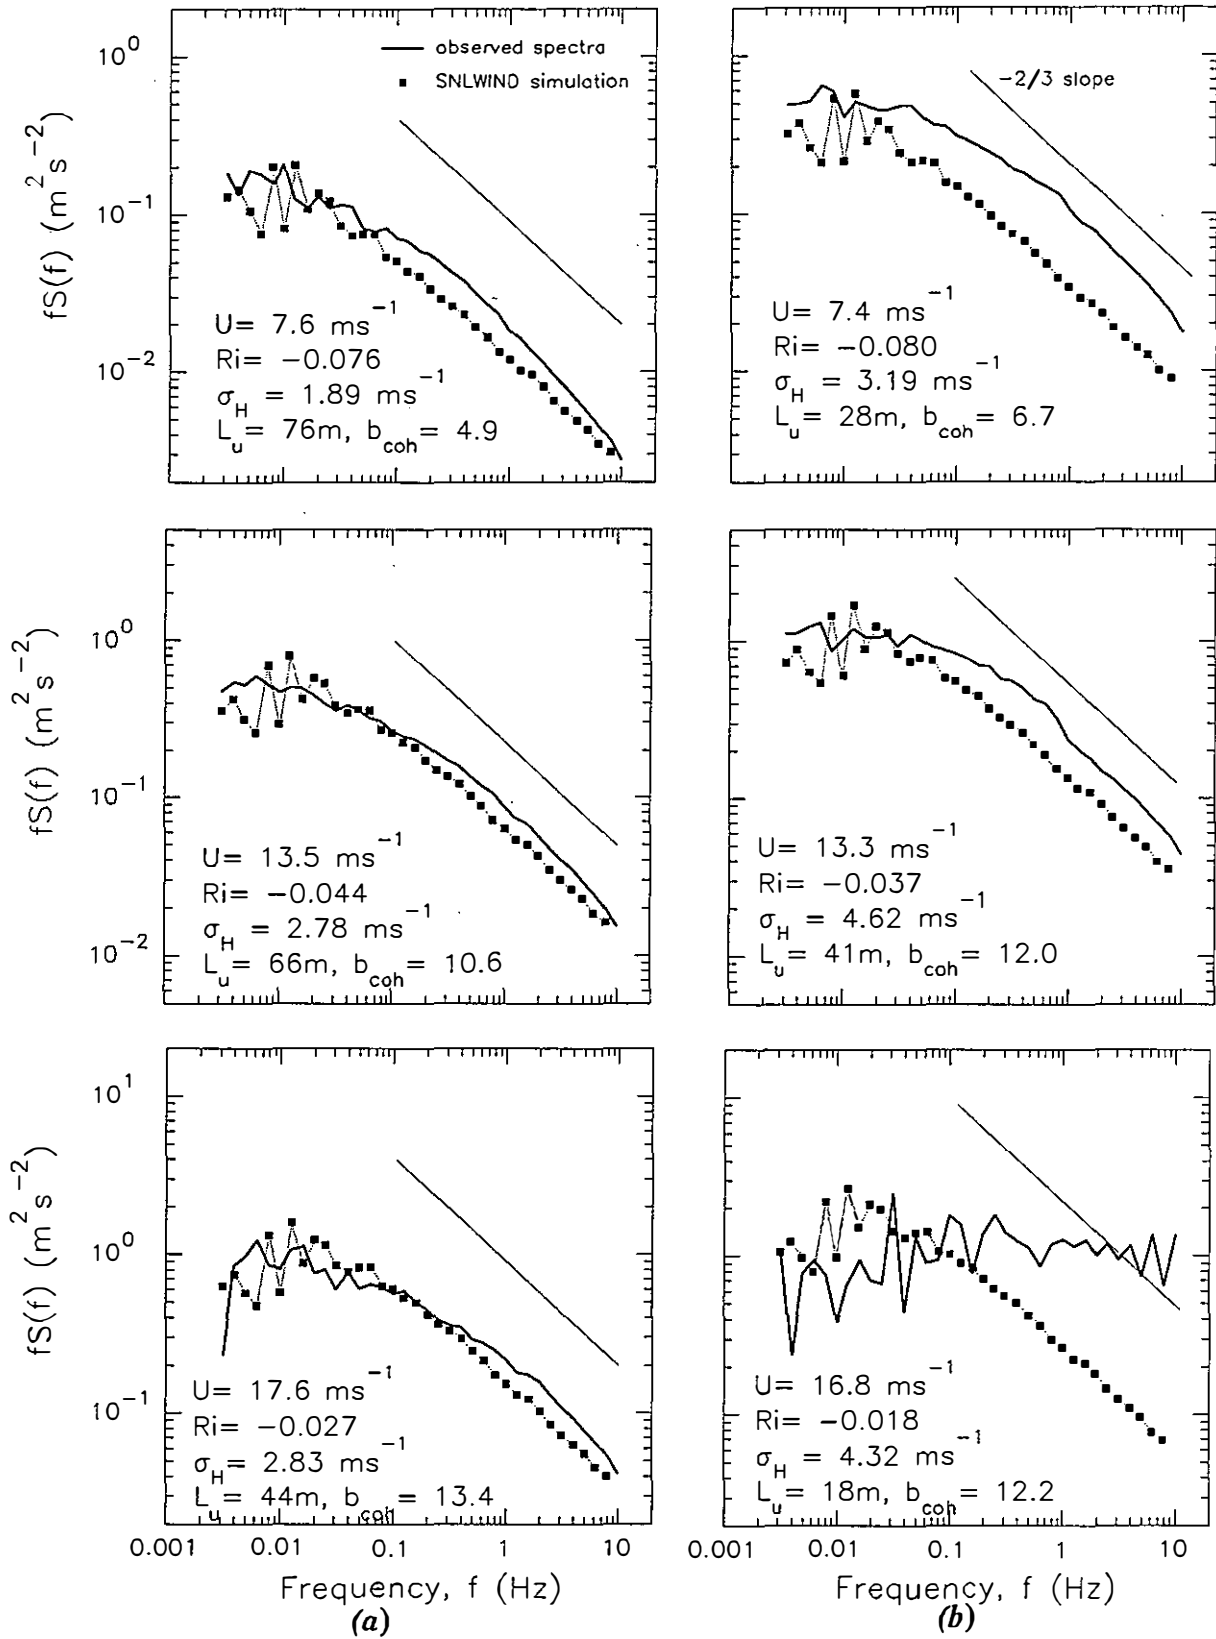 observed spectra
SNLWIND simulation
10^0
10^-1
10^-2
fS(f) (m^2 s^-2)
U= 7.6 ms^-1
Ri= -0.076
σ_H = 1.89 ms^-1
L_u= 76m, b_coh= 4.9
-2/3 slope
U= 7.4 ms^-1
Ri= -0.080
σ_H = 3.19 ms^-1
L_u= 28m, b_coh= 6.7
10^0
10^-1
10^-2
fS(f) (m^2 s^-2)
U= 13.5 ms^-1
Ri= -0.044
σ_H = 2.78 ms^-1
L_u= 66m, b_coh= 10.6
U= 13.3 ms^-1
Ri= -0.037
σ_H = 4.62 ms^-1
L_u= 41m, b_coh= 12.0
10^1
10^0
10^-1
fS(f) (m^2 s^-2)
U= 17.6 ms^-1
Ri= -0.027
σ_H= 2.83 ms^-1
L_u= 44m, b_coh= 13.4
0.001 0.01 0.1 1 10
Frequency, f (Hz)
(a)
U= 16.8 ms^-1
Ri= -0.018
σ_H = 4.32 ms^-1
L_u= 18m, b_coh= 12.2
0.001 0.01 0.1 1 10
Frequency, f (Hz)
(b)